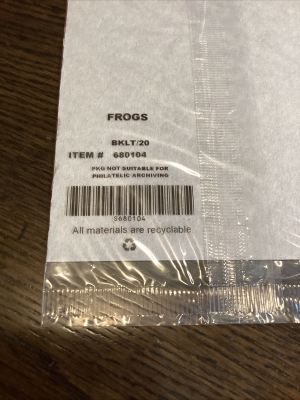 FROGS
BKLT/20
ITEM # 680104
PKG NOT SUITABLE FOR
PHILATELIC ARCHIVING
S680104
All materials are recyclable